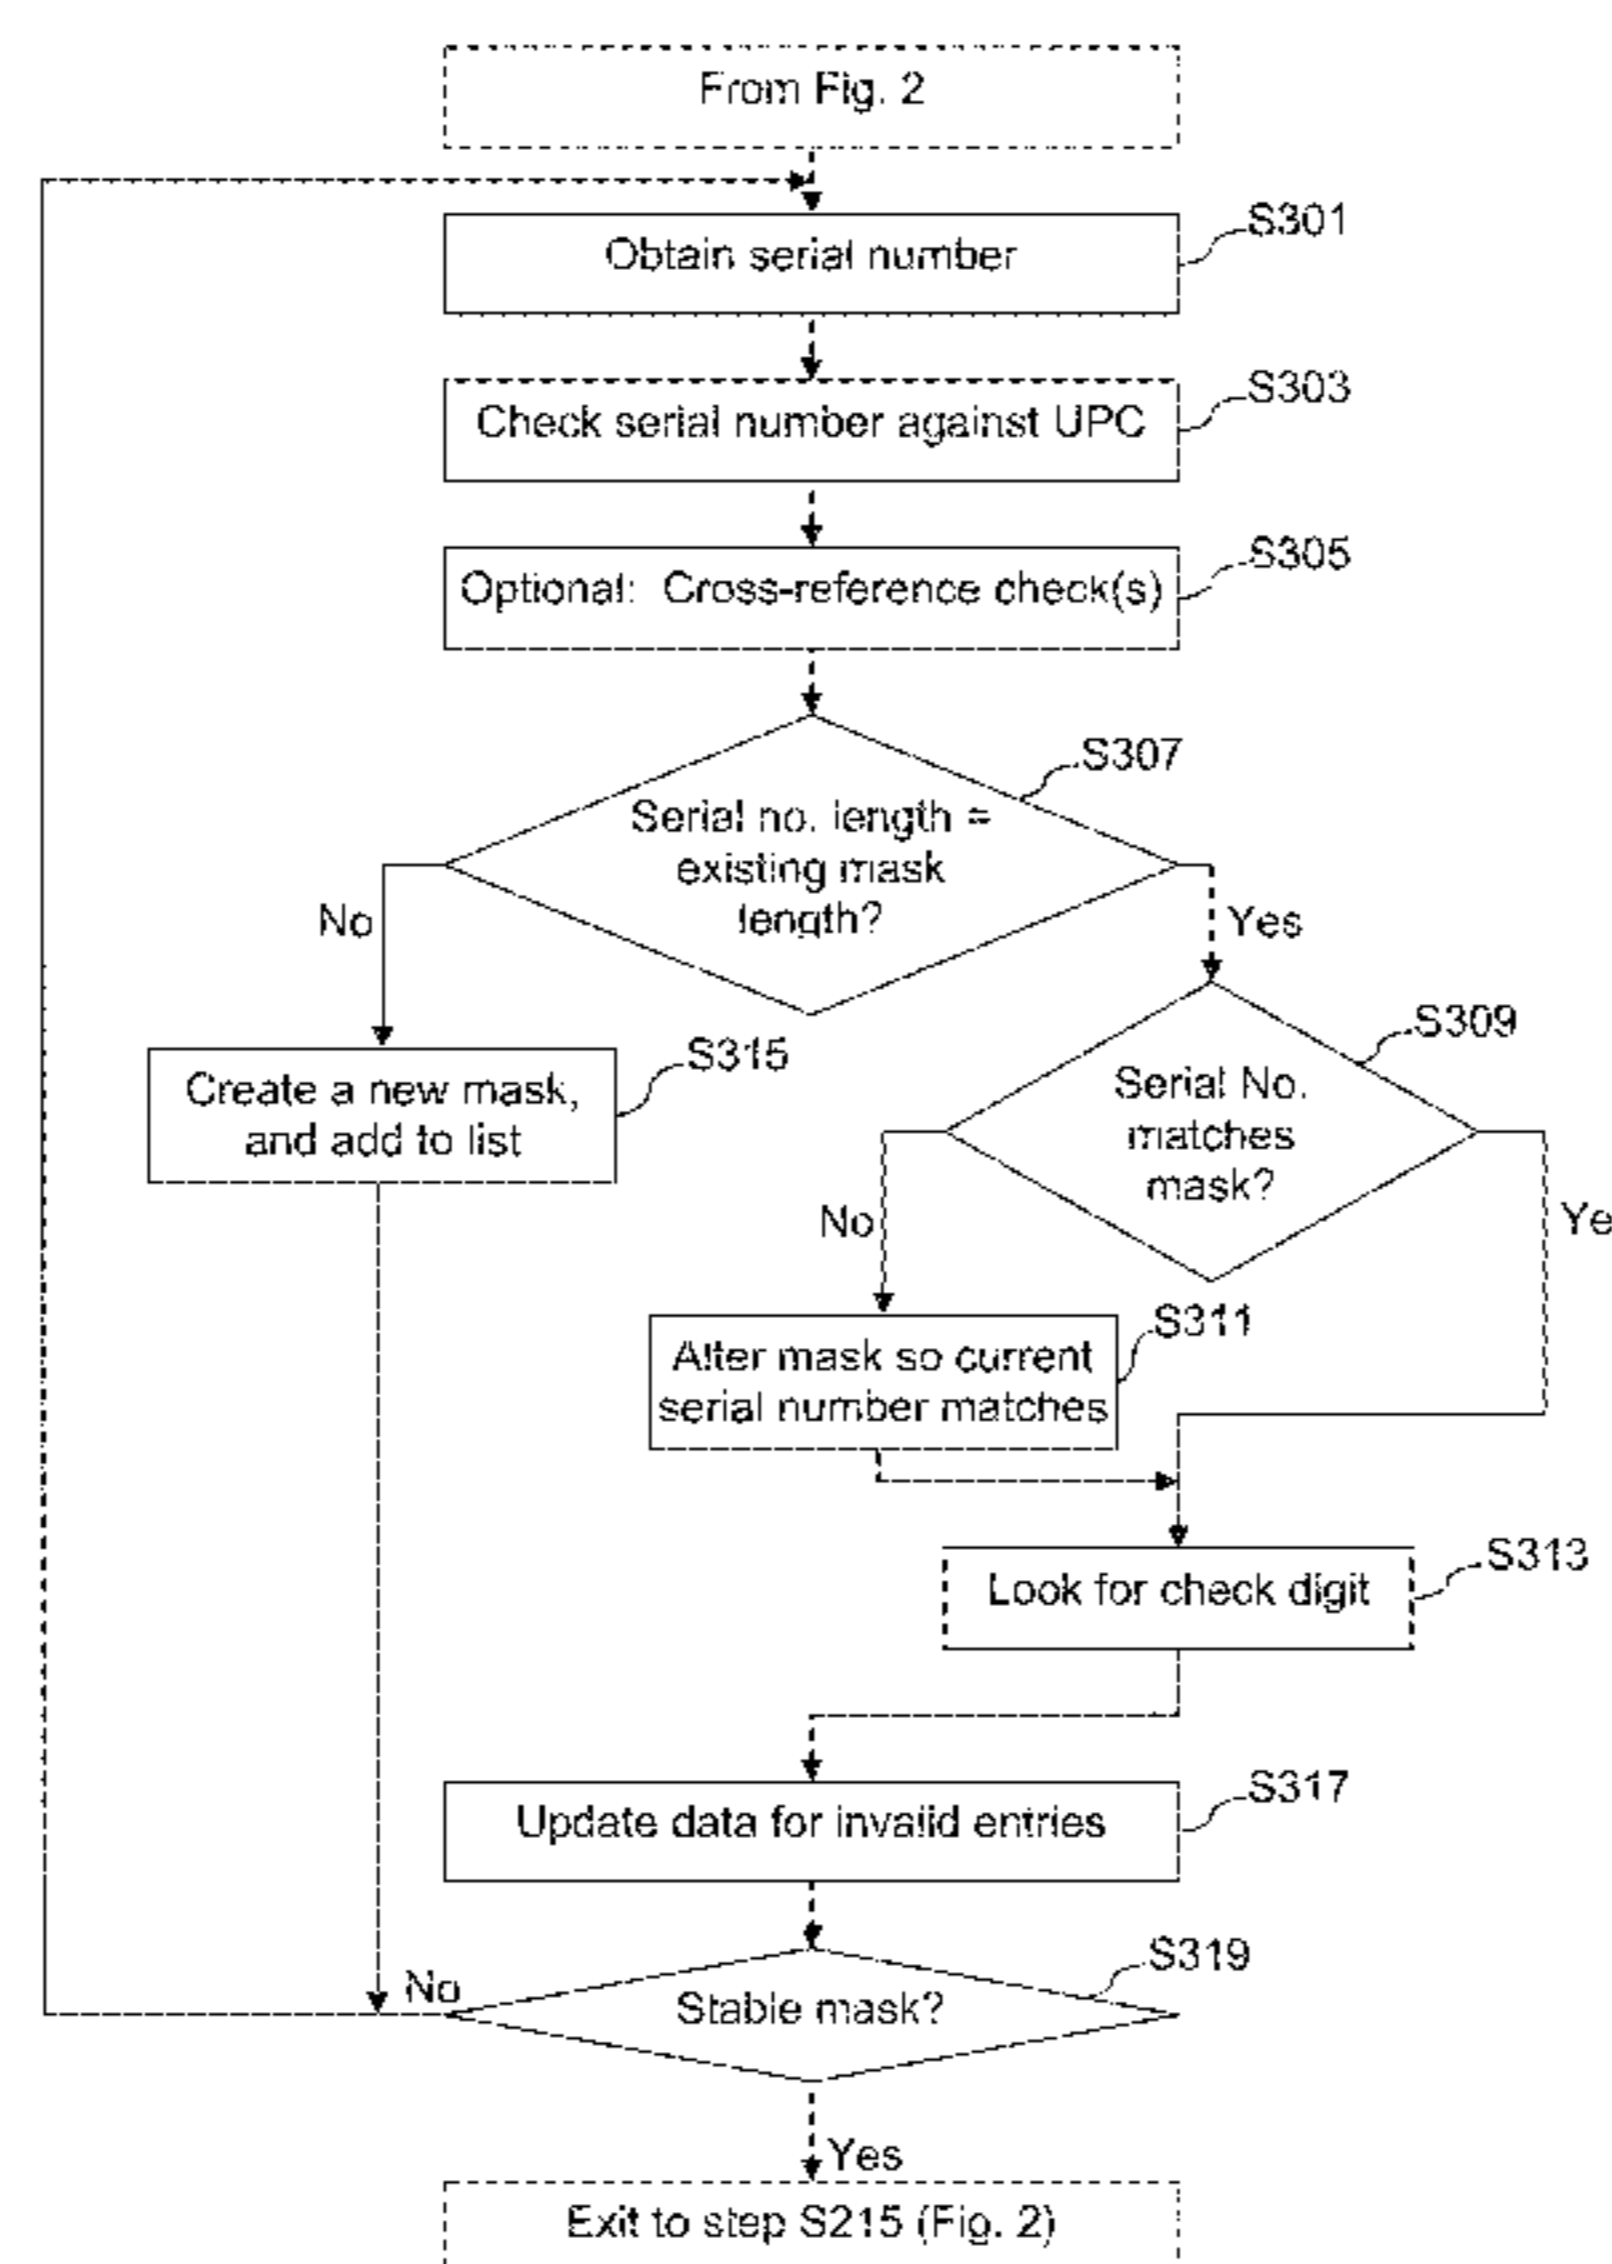 From Fig. 2
S301
Obtain serial number
S303
Check serial number against UPC
S305
Optional: Cross-reference check(s)
S307
Serial no. length =
existing mask
length?
No
Yes
S309
S315
Create a new mask,
and add to list
Serial No.
matches
mask?
No
Ye
S311
Alter mask so current
serial number matches
S313
Look for check digit
S317
Update data for invalid entries
S319
No
Stable mask?
Yes
Exit to step S215 (Fig. 2)